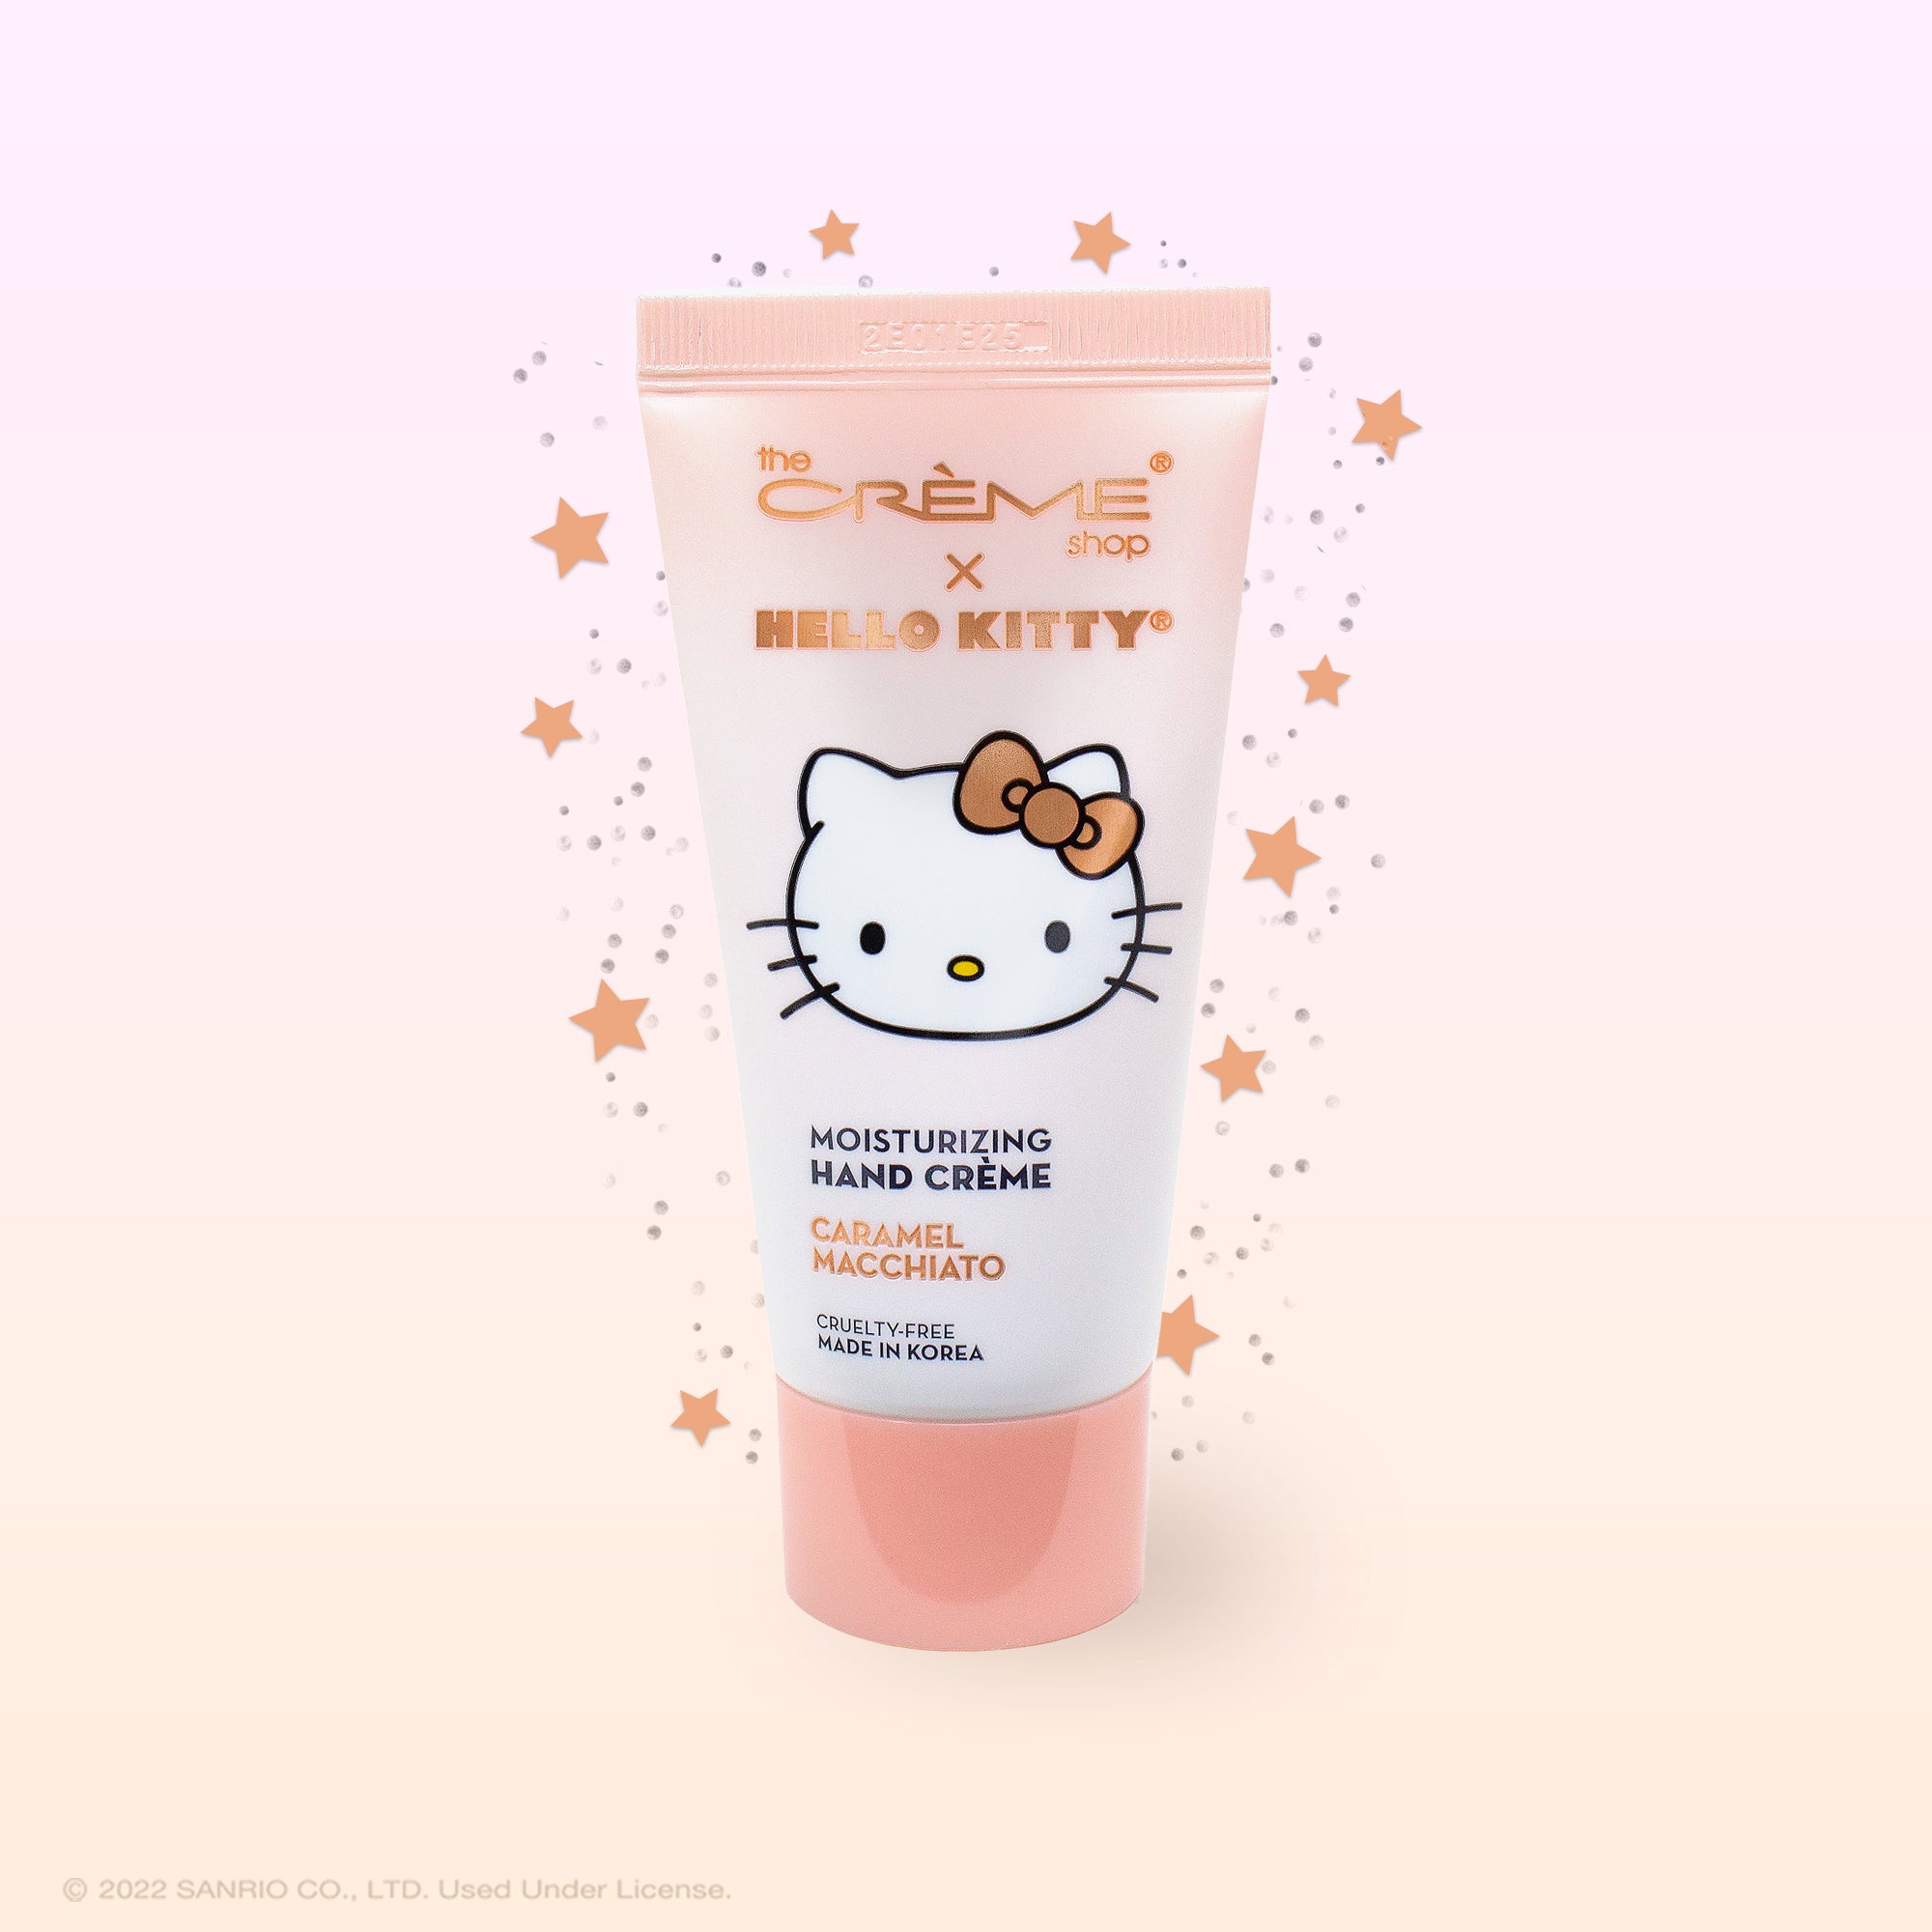 2E01E25
the
CRÈME®
shop
×
HELLO KITTY®
MOISTURIZING
HAND CRÈME
CARAMEL
MACCHIATO
CRUELTY-FREE
MADE IN KOREA
© 2022 SANRIO CO., LTD. Used Under License.